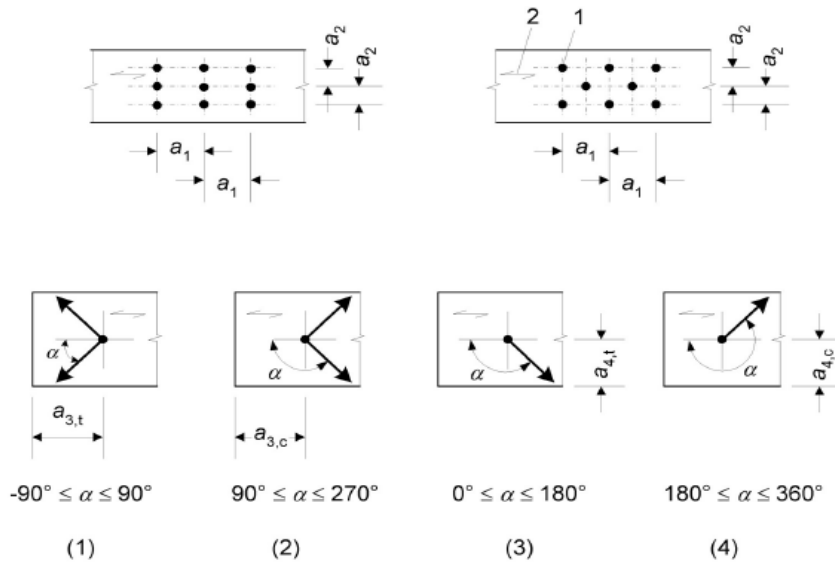 2 1
a₂ a₂ a₂ a₂
a₁ a₁
a₁ a₁
α α α a₄,t α a₄,c
a₃,t a₃,c
-90° ≤ α ≤ 90° 90° ≤ α ≤ 270° 0° ≤ α ≤ 180° 180° ≤ α ≤ 360°
(1) (2) (3) (4)